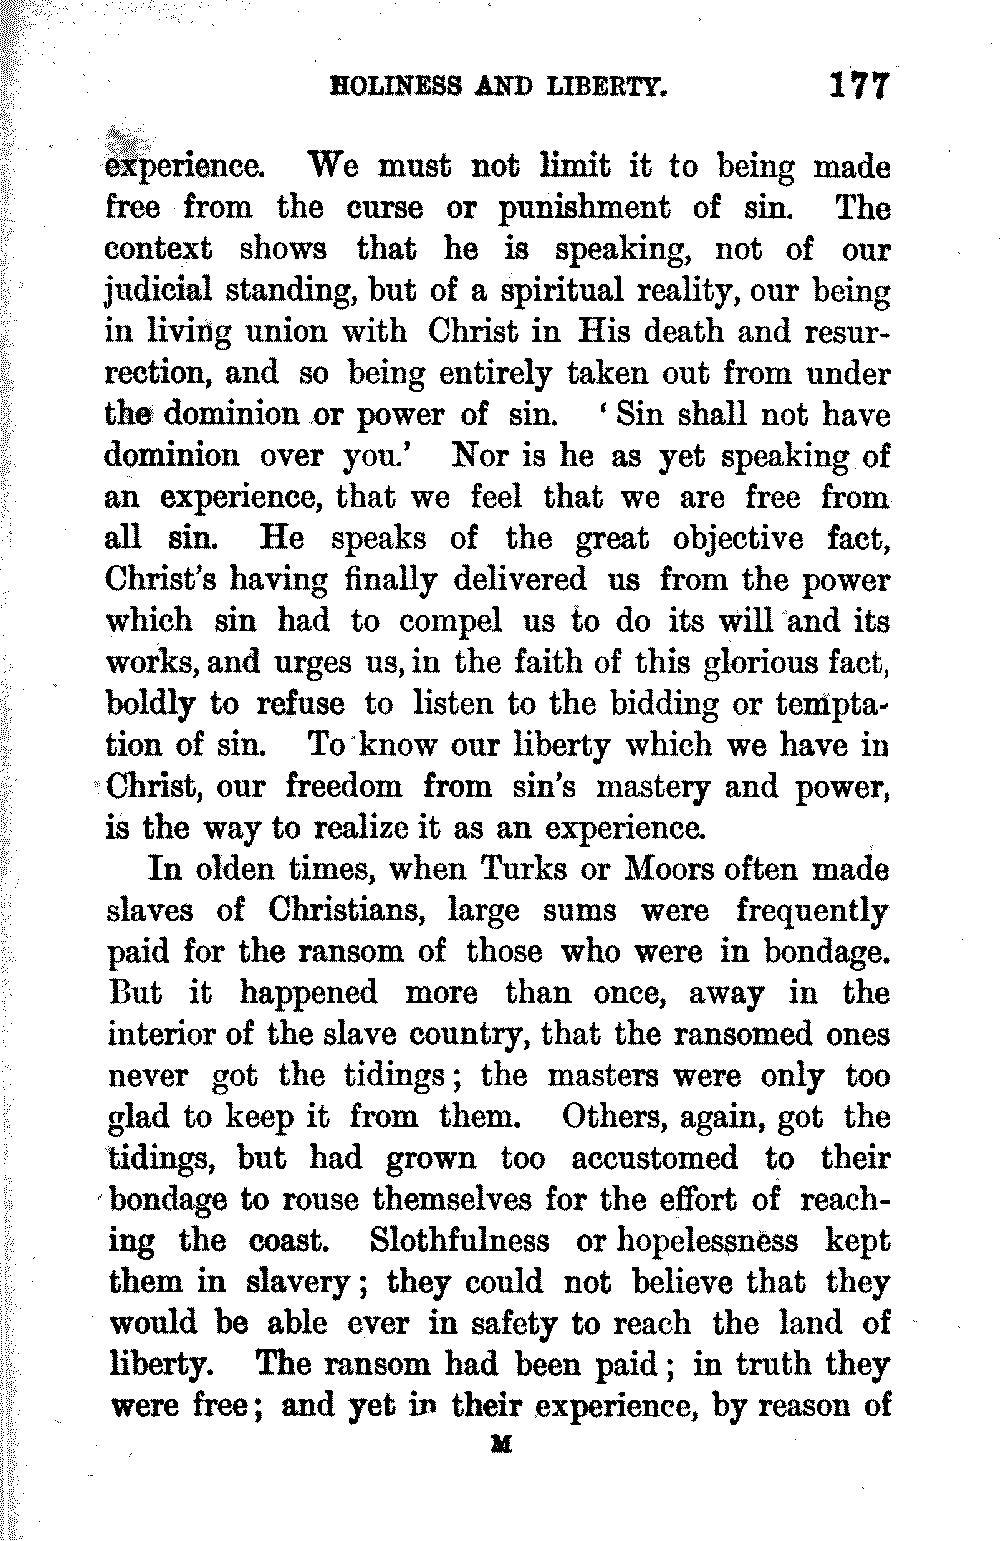 HOLINESS AND LIBERTY. 177
experience. We must not limit it to being made
free from the curse or punishment of sin. The
context shows that he is speaking, not of our
judicial standing, but of a spiritual reality, our being
in living union with Christ in His death and resur-
rection, and so being entirely taken out from under
the dominion or power of sin. ‘Sin shall not have
dominion over you.’ Nor is he as yet speaking of
an experience, that we feel that we are free from
all sin. He speaks of the great objective fact,
Christ's having finally delivered us from the power
which sin had to compel us to do its will and its
works, and urges us, in the faith of this glorious fact,
boldly to refuse to listen to the bidding or tempta-
tion of sin. To know our liberty which we have in
Christ, our freedom from sin's mastery and power,
is the way to realize it as an experience.
In olden times, when Turks or Moors often made
slaves of Christians, large sums were frequently
paid for the ransom of those who were in bondage.
But it happened more than once, away in the
interior of the slave country, that the ransomed ones
never got the tidings; the masters were only too
glad to keep it from them. Others, again, got the
tidings, but had grown too accustomed to their
bondage to rouse themselves for the effort of reach-
ing the coast. Slothfulness or hopelessness kept
them in slavery; they could not believe that they
would be able ever in safety to reach the land of
liberty. The ransom had been paid; in truth they
were free; and yet in their experience, by reason of
M